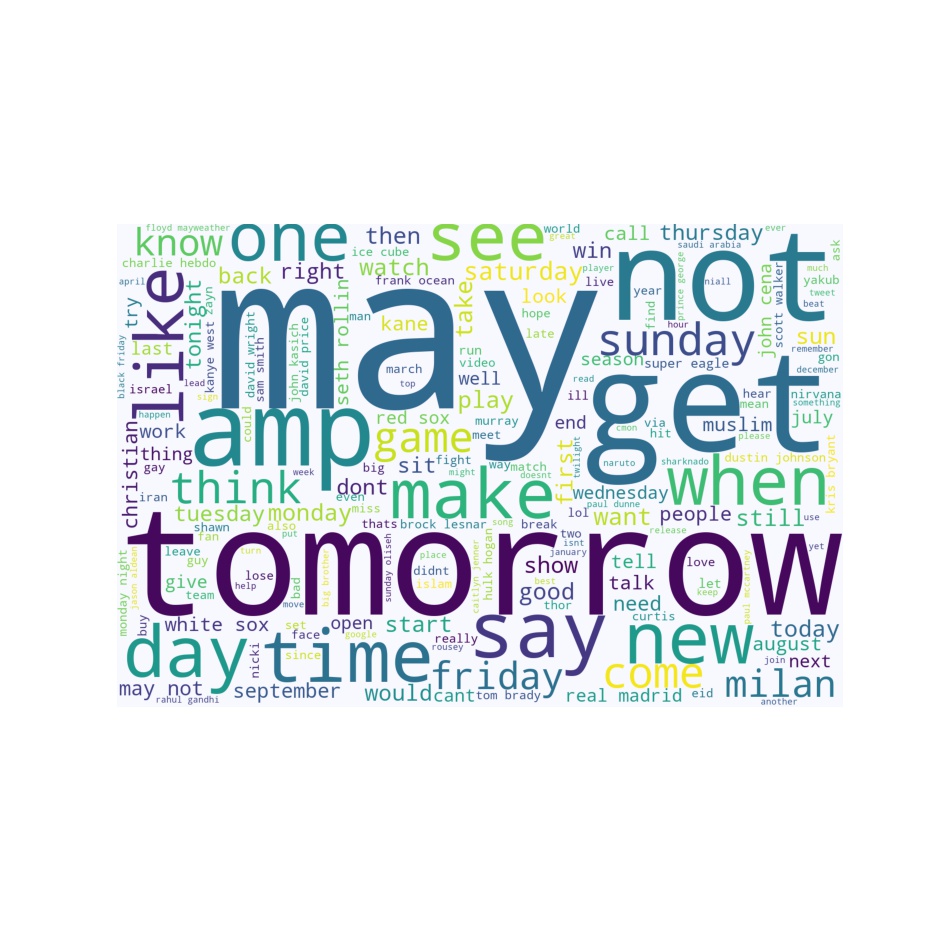 floyd mayweather
know
one
then
see
world
great
call
thursday
ever
charlie hebdo
ice cube
win
saudi arabia
not
ask
back
right
watch
saturday
player
live
april
like
try
tonight
zayn
kanye west
may
frank ocean
take
look
hope
late
find
prince george
niall
john cena
scott walker
much
yakub
tweet
beat
last
black friday
israel
lead
sign
david wright
sam smith
john kasich
david price
seth rollin
man
kane
march
top
run
video
well
play
sunday
season
super eagle
hour
sun
remember
gon
december
get
read
ill
hear
mean
nirvana
something
july
happen
work
christian
thing
gay
iran
could
amp
red sox
game
murray
meet
end
via
hit
cmon
muslim
please
week
big
sit
fight
way
match
might
doesnt
first
twilight
naruto
sharknado
dustin johnson
kris bryant
think
even
dont
make
wednesday
paul dunne
when
use
tuesday
monday
miss
lol
want
people
still
release
shawn
also
put
thats
brock lesnar
song
break
two
isnt
january
fan
tomorrow
yet
monday night
jason aldean
leave
guy
give
team
turn
lose
help
move
bad
big brother
sunday oliseh
place
didnt
islam
caitlyn jenner
hulk hogan
show
best
good
thor
tell
talk
need
curtis
love
let
keep
paul mccartney
buy
white sox
set
face
open
google
start
really
rousey
say
new
today
august
day
since
nicki
time
friday
come
milan
join
next
may not
rahul gandhi
september
would
cant
tom brady
real madrid
eid
another
year